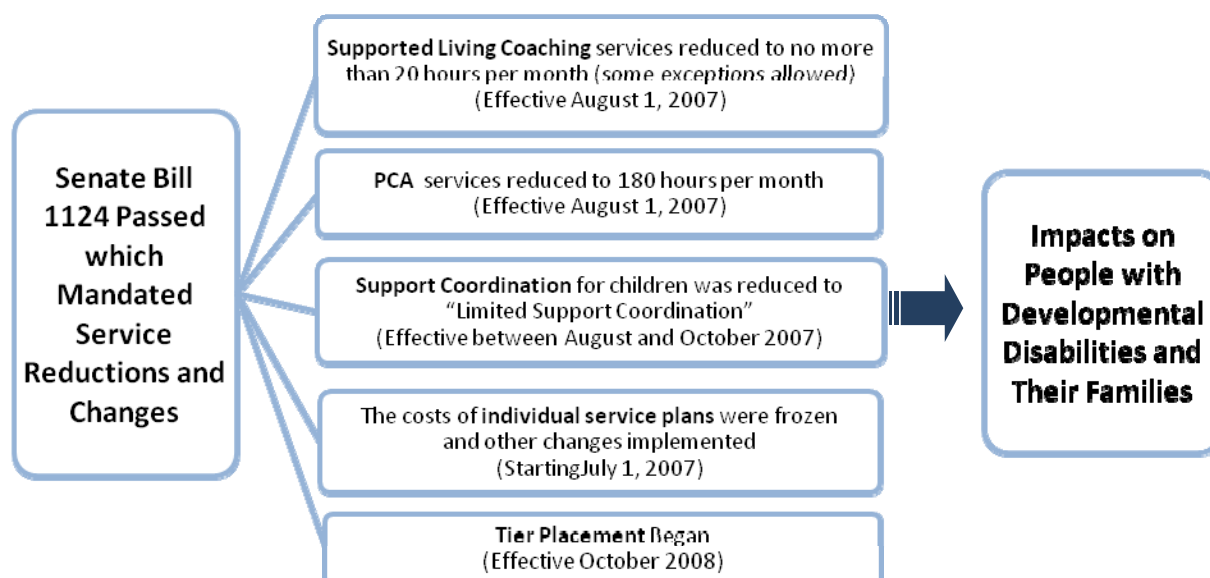 Senate Bill
1124 Passed
which
Mandated
Service
Reductions and
Changes
Supported Living Coaching services reduced to no more
than 20 hours per month (some exceptions allowed)
(Effective August 1, 2007)
PCA services reduced to 180 hours per month
(Effective August 1, 2007)
Support Coordination for children was reduced to
“Limited Support Coordination”
(Effective between August and October 2007)
The costs of individual service plans were frozen
and other changes implemented
(StartingJuly 1, 2007)
Tier Placement Began
(Effective October 2008)
Impacts on
People with
Developmental
Disabilities and
Their Families